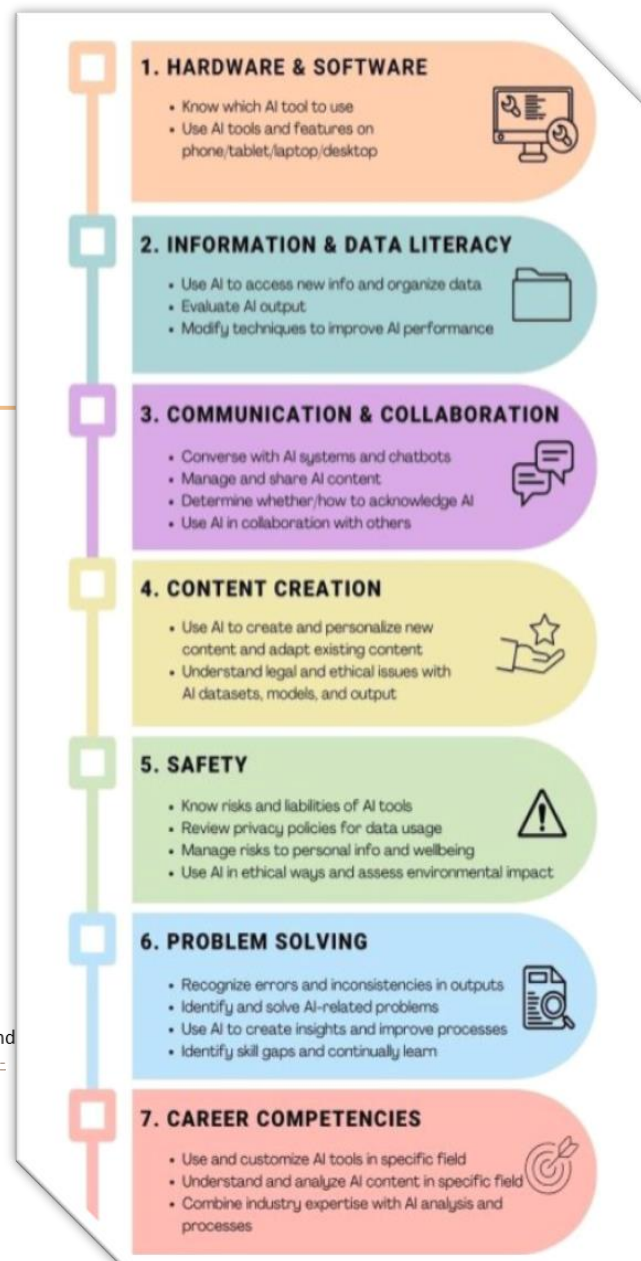 1. HARDWARE & SOFTWARE
• Know which AI tool to use
• Use AI tools and features on
phone/tablet/laptop/desktop
2. INFORMATION & DATA LITERACY
• Use AI to access new info and organize data
• Evaluate AI output
• Modify techniques to improve AI performance
3. COMMUNICATION & COLLABORATION
• Converse with AI systems and chatbots
• Manage and share AI content
• Determine whether/how to acknowledge AI
• Use AI in collaboration with others
4. CONTENT CREATION
• Use AI to create and personalize new
content and adapt existing content
• Understand legal and ethical issues with
AI datasets, models, and output
5. SAFETY
• Know risks and liabilities of AI tools
• Review privacy policies for data usage
• Manage risks to personal info and wellbeing
• Use AI in ethical ways and assess environmental impact
6. PROBLEM SOLVING
• Recognize errors and inconsistencies in outputs
• Identify and solve AI-related problems
• Use AI to create insights and improve processes
• Identify skill gaps and continually learn
7. CAREER COMPETENCIES
• Use and customize AI tools in specific field
• Understand and analyze AI content in specific field
• Combine industry expertise with AI analysis and
processes